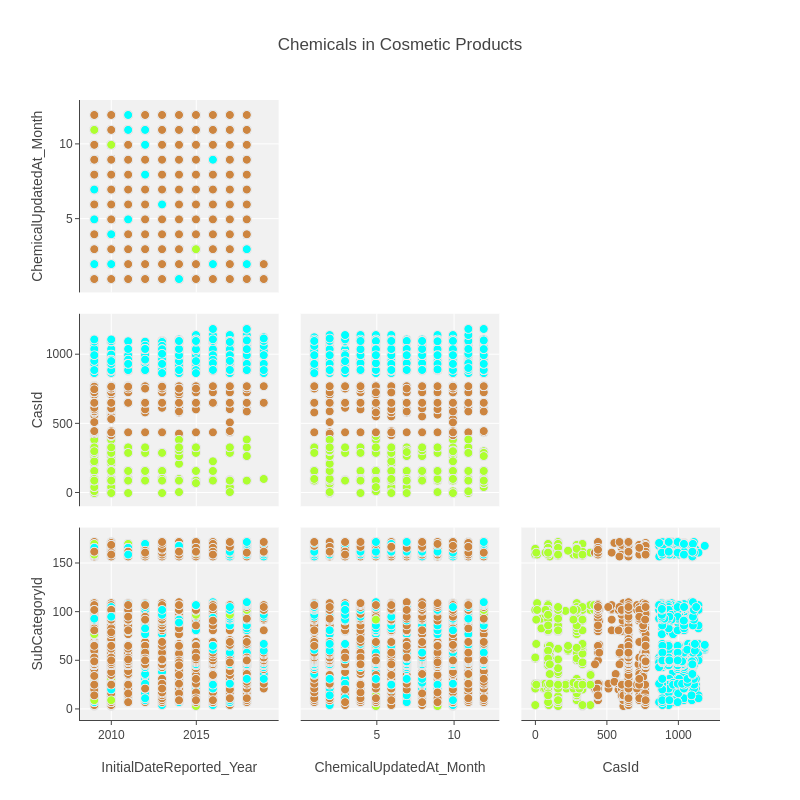 Chemicals in Cosmetic Products
ChemicalUpdatedAt_Month
10
5
CasId
1000
500
0
SubCategoryId
150
100
50
0
2010
2015
5
10
0
500
1000
InitialDateReported_Year
ChemicalUpdatedAt_Month
CasId